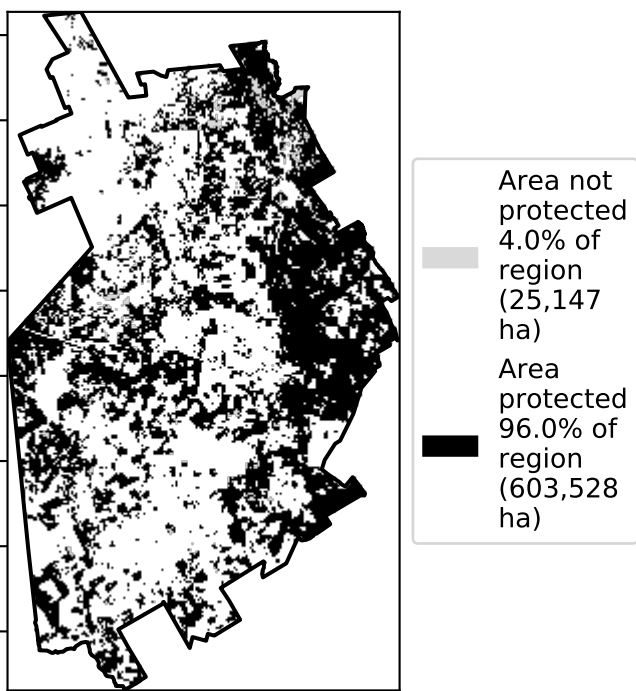 Area not
protected
4.0% of
region
(25,147
ha)
Area
protected
96.0% of
region
(603,528
ha)